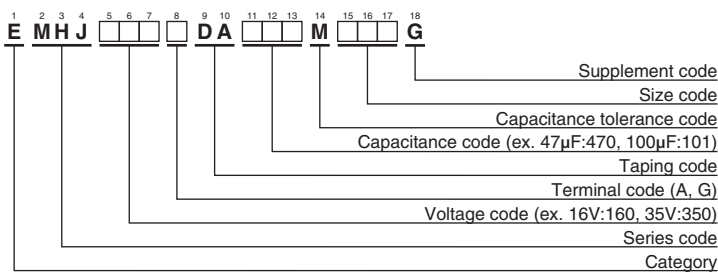 1 2 3 4 5 6 7 8 9 10 11 12 13 14 15 16 17 18
E MHJ DA M G
Supplement code
Size code
Capacitance tolerance code
Capacitance code (ex. 47µF:470, 100µF:101)
Taping code
Terminal code (A, G)
Voltage code (ex. 16V:160, 35V:350)
Series code
Category